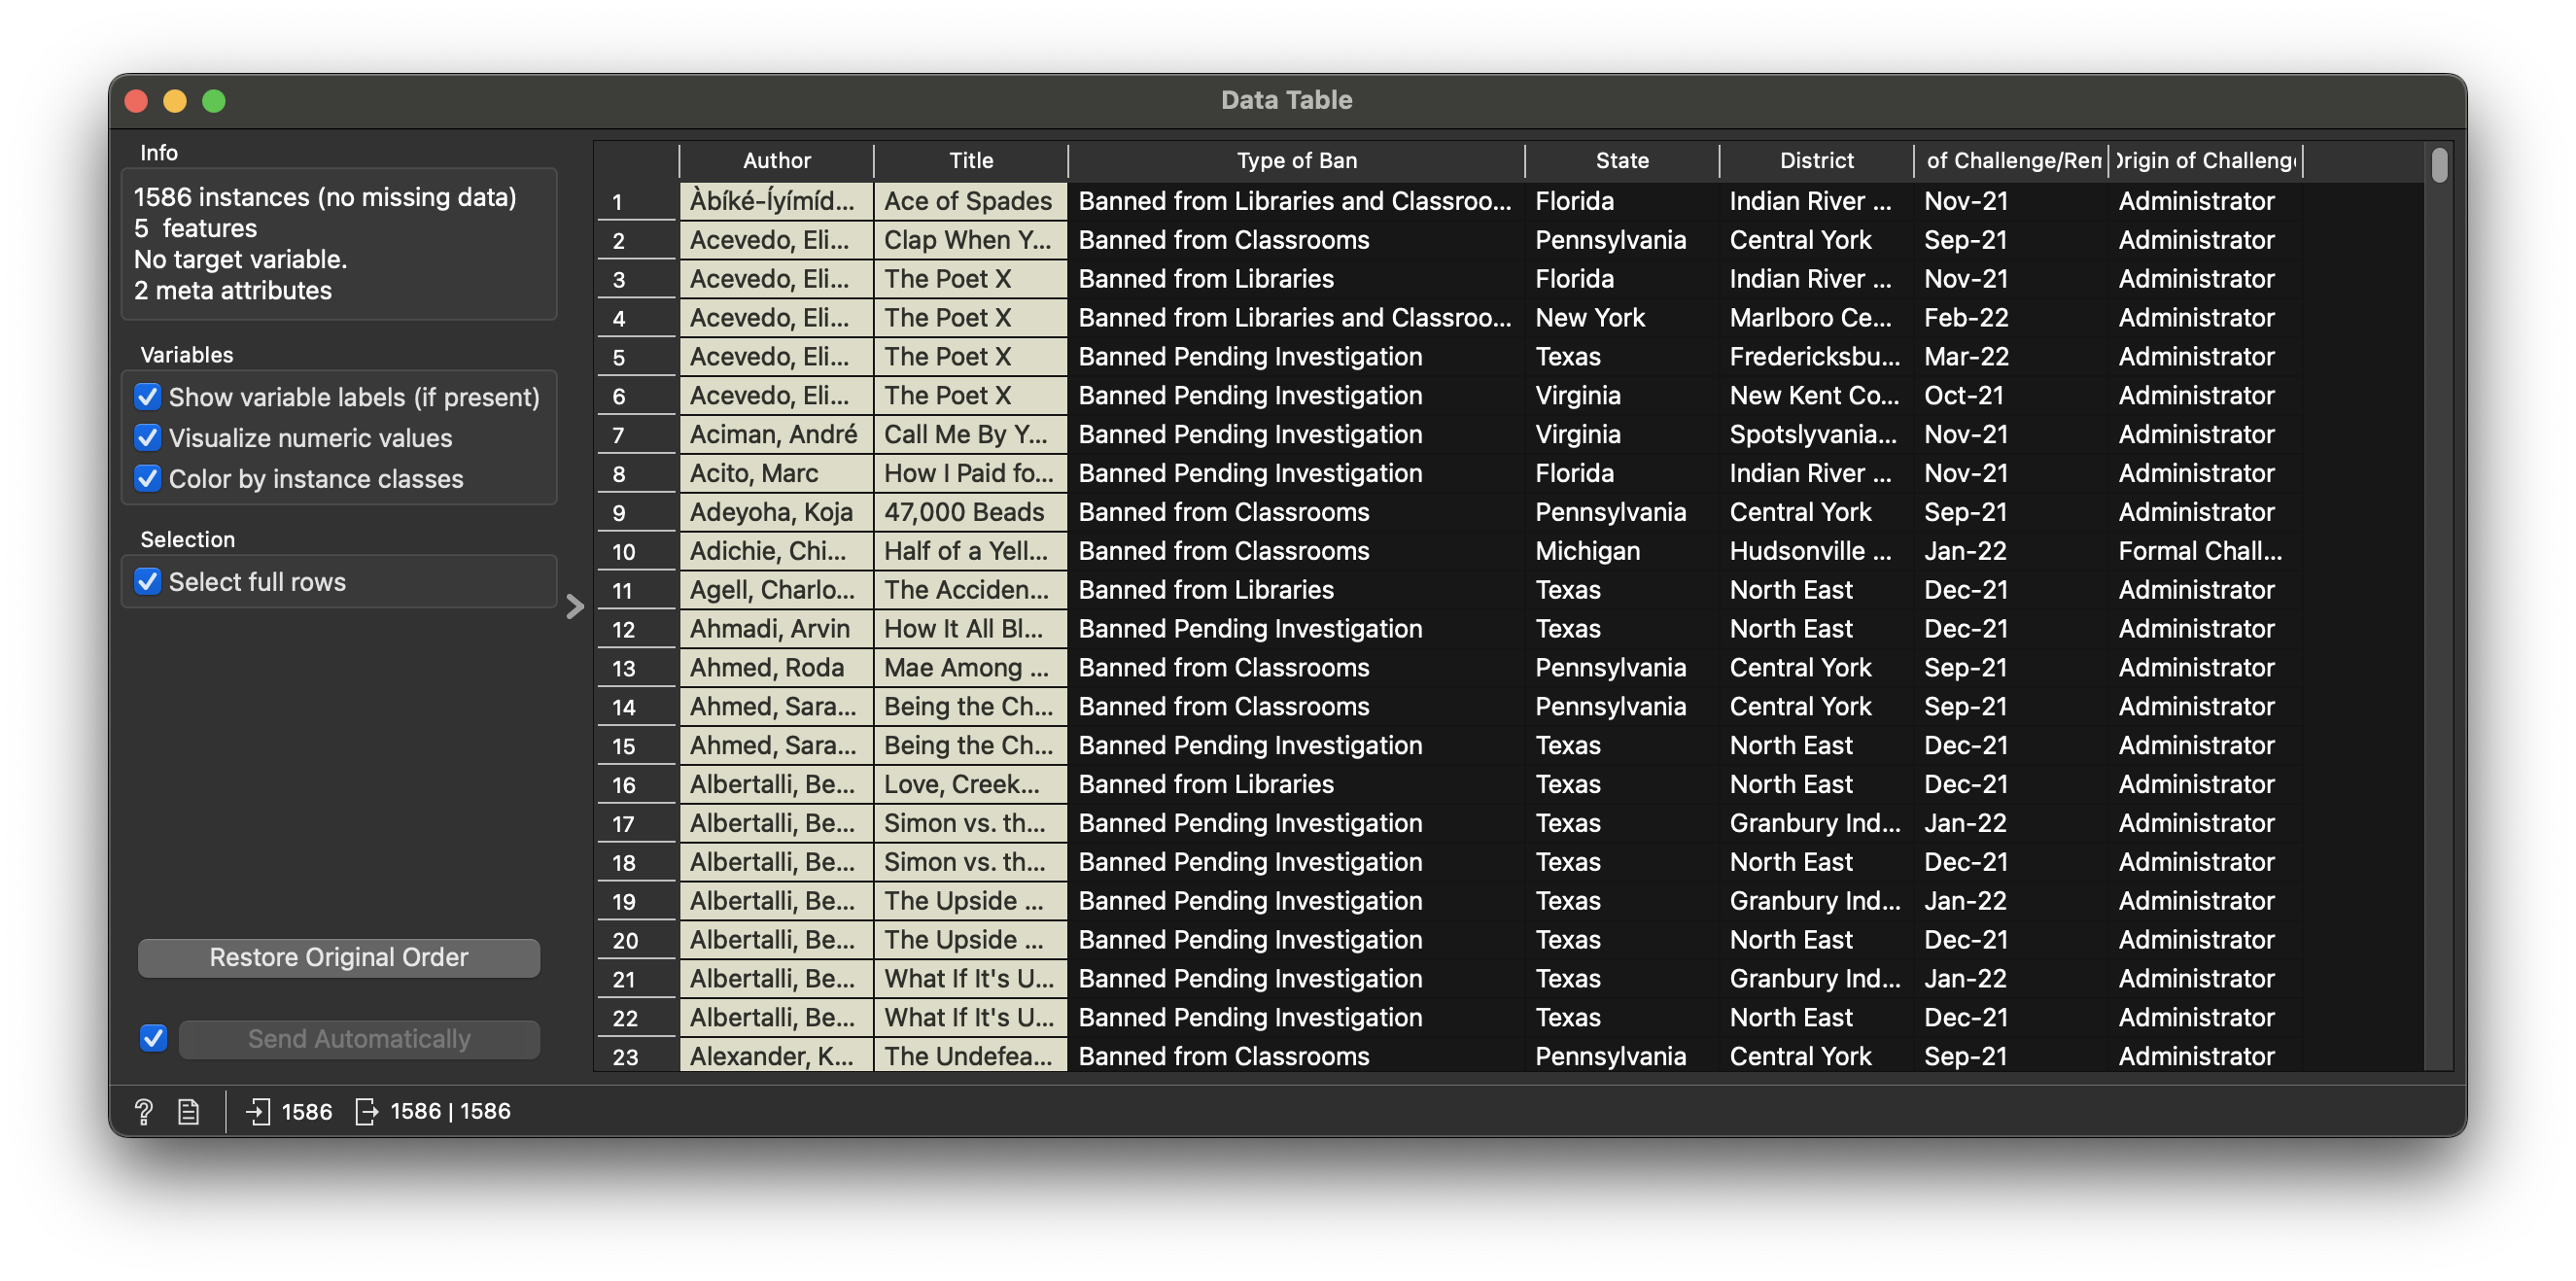 Data Table
Info
1586 instances (no missing data)
5 features
No target variable.
2 meta attributes
Variables
Show variable labels (if present)
Visualize numeric values
Color by instance classes
Selection
Select full rows
>
Restore Original Order
Send Automatically
Author Title Type of Ban State District of Challenge/Ren Origin of Challenge
1 Àbíké-Íyímíd... Ace of Spades Banned from Libraries and Classroo... Florida Indian River ... Nov-21 Administrator
2 Acevedo, Eli... Clap When Y... Banned from Classrooms Pennsylvania Central York Sep-21 Administrator
3 Acevedo, Eli... The Poet X Banned from Libraries Florida Indian River ... Nov-21 Administrator
4 Acevedo, Eli... The Poet X Banned from Libraries and Classroo... New York Marlboro Ce... Feb-22 Administrator
5 Acevedo, Eli... The Poet X Banned Pending Investigation Texas Fredericksbu... Mar-22 Administrator
6 Acevedo, Eli... The Poet X Banned Pending Investigation Virginia New Kent Co... Oct-21 Administrator
7 Aciman, André Call Me By Y... Banned Pending Investigation Virginia Spotslyvania... Nov-21 Administrator
8 Acito, Marc How I Paid fo... Banned Pending Investigation Florida Indian River ... Nov-21 Administrator
9 Adeyoha, Koja 47,000 Beads Banned from Classrooms Pennsylvania Central York Sep-21 Administrator
10 Adichie, Chi... Half of a Yell... Banned from Classrooms Michigan Hudsonville ... Jan-22 Formal Chall...
11 Agell, Charlo... The Acciden... Banned from Libraries Texas North East Dec-21 Administrator
12 Ahmadi, Arvin How It All Bl... Banned Pending Investigation Texas North East Dec-21 Administrator
13 Ahmed, Roda Mae Among ... Banned from Classrooms Pennsylvania Central York Sep-21 Administrator
14 Ahmed, Sara... Being the Ch... Banned from Classrooms Pennsylvania Central York Sep-21 Administrator
15 Ahmed, Sara... Being the Ch... Banned Pending Investigation Texas North East Dec-21 Administrator
16 Albertalli, Be... Love, Creek... Banned from Libraries Texas North East Dec-21 Administrator
17 Albertalli, Be... Simon vs. th... Banned Pending Investigation Texas Granbury Ind... Jan-22 Administrator
18 Albertalli, Be... Simon vs. th... Banned Pending Investigation Texas North East Dec-21 Administrator
19 Albertalli, Be... The Upside ... Banned Pending Investigation Texas Granbury Ind... Jan-22 Administrator
20 Albertalli, Be... The Upside ... Banned Pending Investigation Texas North East Dec-21 Administrator
21 Albertalli, Be... What If It's U... Banned Pending Investigation Texas Granbury Ind... Jan-22 Administrator
22 Albertalli, Be... What If It's U... Banned Pending Investigation Texas North East Dec-21 Administrator
23 Alexander, K... The Undefea... Banned from Classrooms Pennsylvania Central York Sep-21 Administrator
? 1586 1586 | 1586